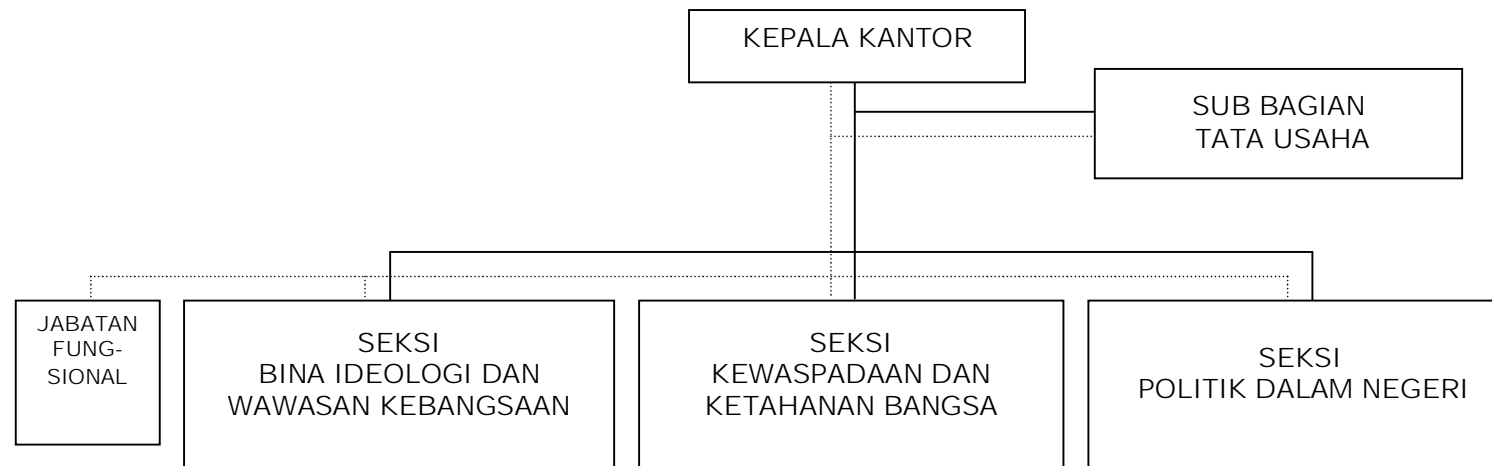 KEPALA KANTOR
SUB BAGIAN
TATA USAHA
JABATAN
FUNG-
SIONAL
SEKSI
BINA IDEOLOGI DAN
WAWASAN KEBANGSAAN
SEKSI
KEWASPADAAN DAN
KETAHANAN BANGSA
SEKSI
POLITIK DALAM NEGERI